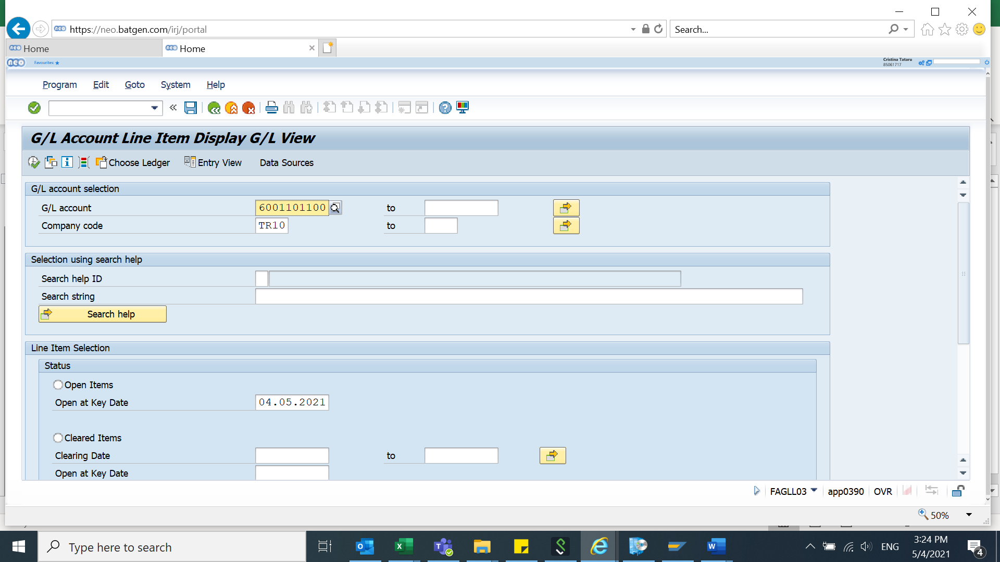 https://neo.batgen.com/irj/portal
Search...
neo Home
neo Home
neo Favourites: ★ Cristina Tataru
85061717
Program Edit Goto System Help
G/L Account Line Item Display G/L View
Choose Ledger Entry View Data Sources
G/L account selection
G/L account 6001101100 to
Company code TR10 to
Selection using search help
Search help ID
Search string
Search help
Line Item Selection
Status
Open Items
Open at Key Date 04.05.2021
Cleared Items
Clearing Date to
Open at Key Date
FAGLL03 app0390 OVR
50%
Type here to search
ENG
3:24 PM
5/4/2021
4